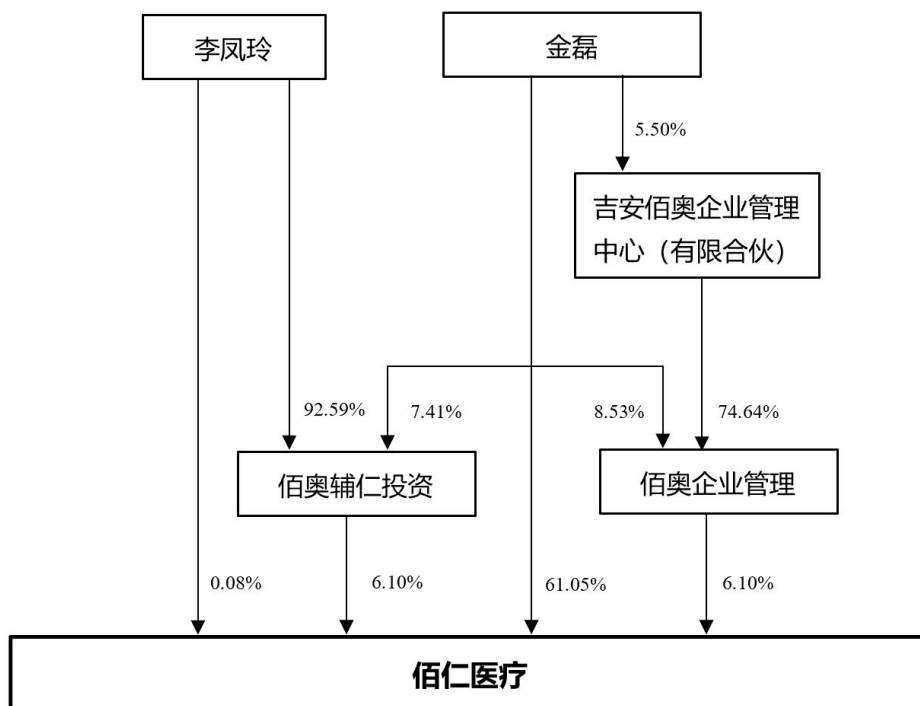 李凤玲
金磊
5.50%
吉安佰奥企业管理
中心（有限合伙）
92.59%
7.41%
8.53%
74.64%
佰奥辅仁投资
佰奥企业管理
0.08%
6.10%
61.05%
6.10%
佰仁医疗